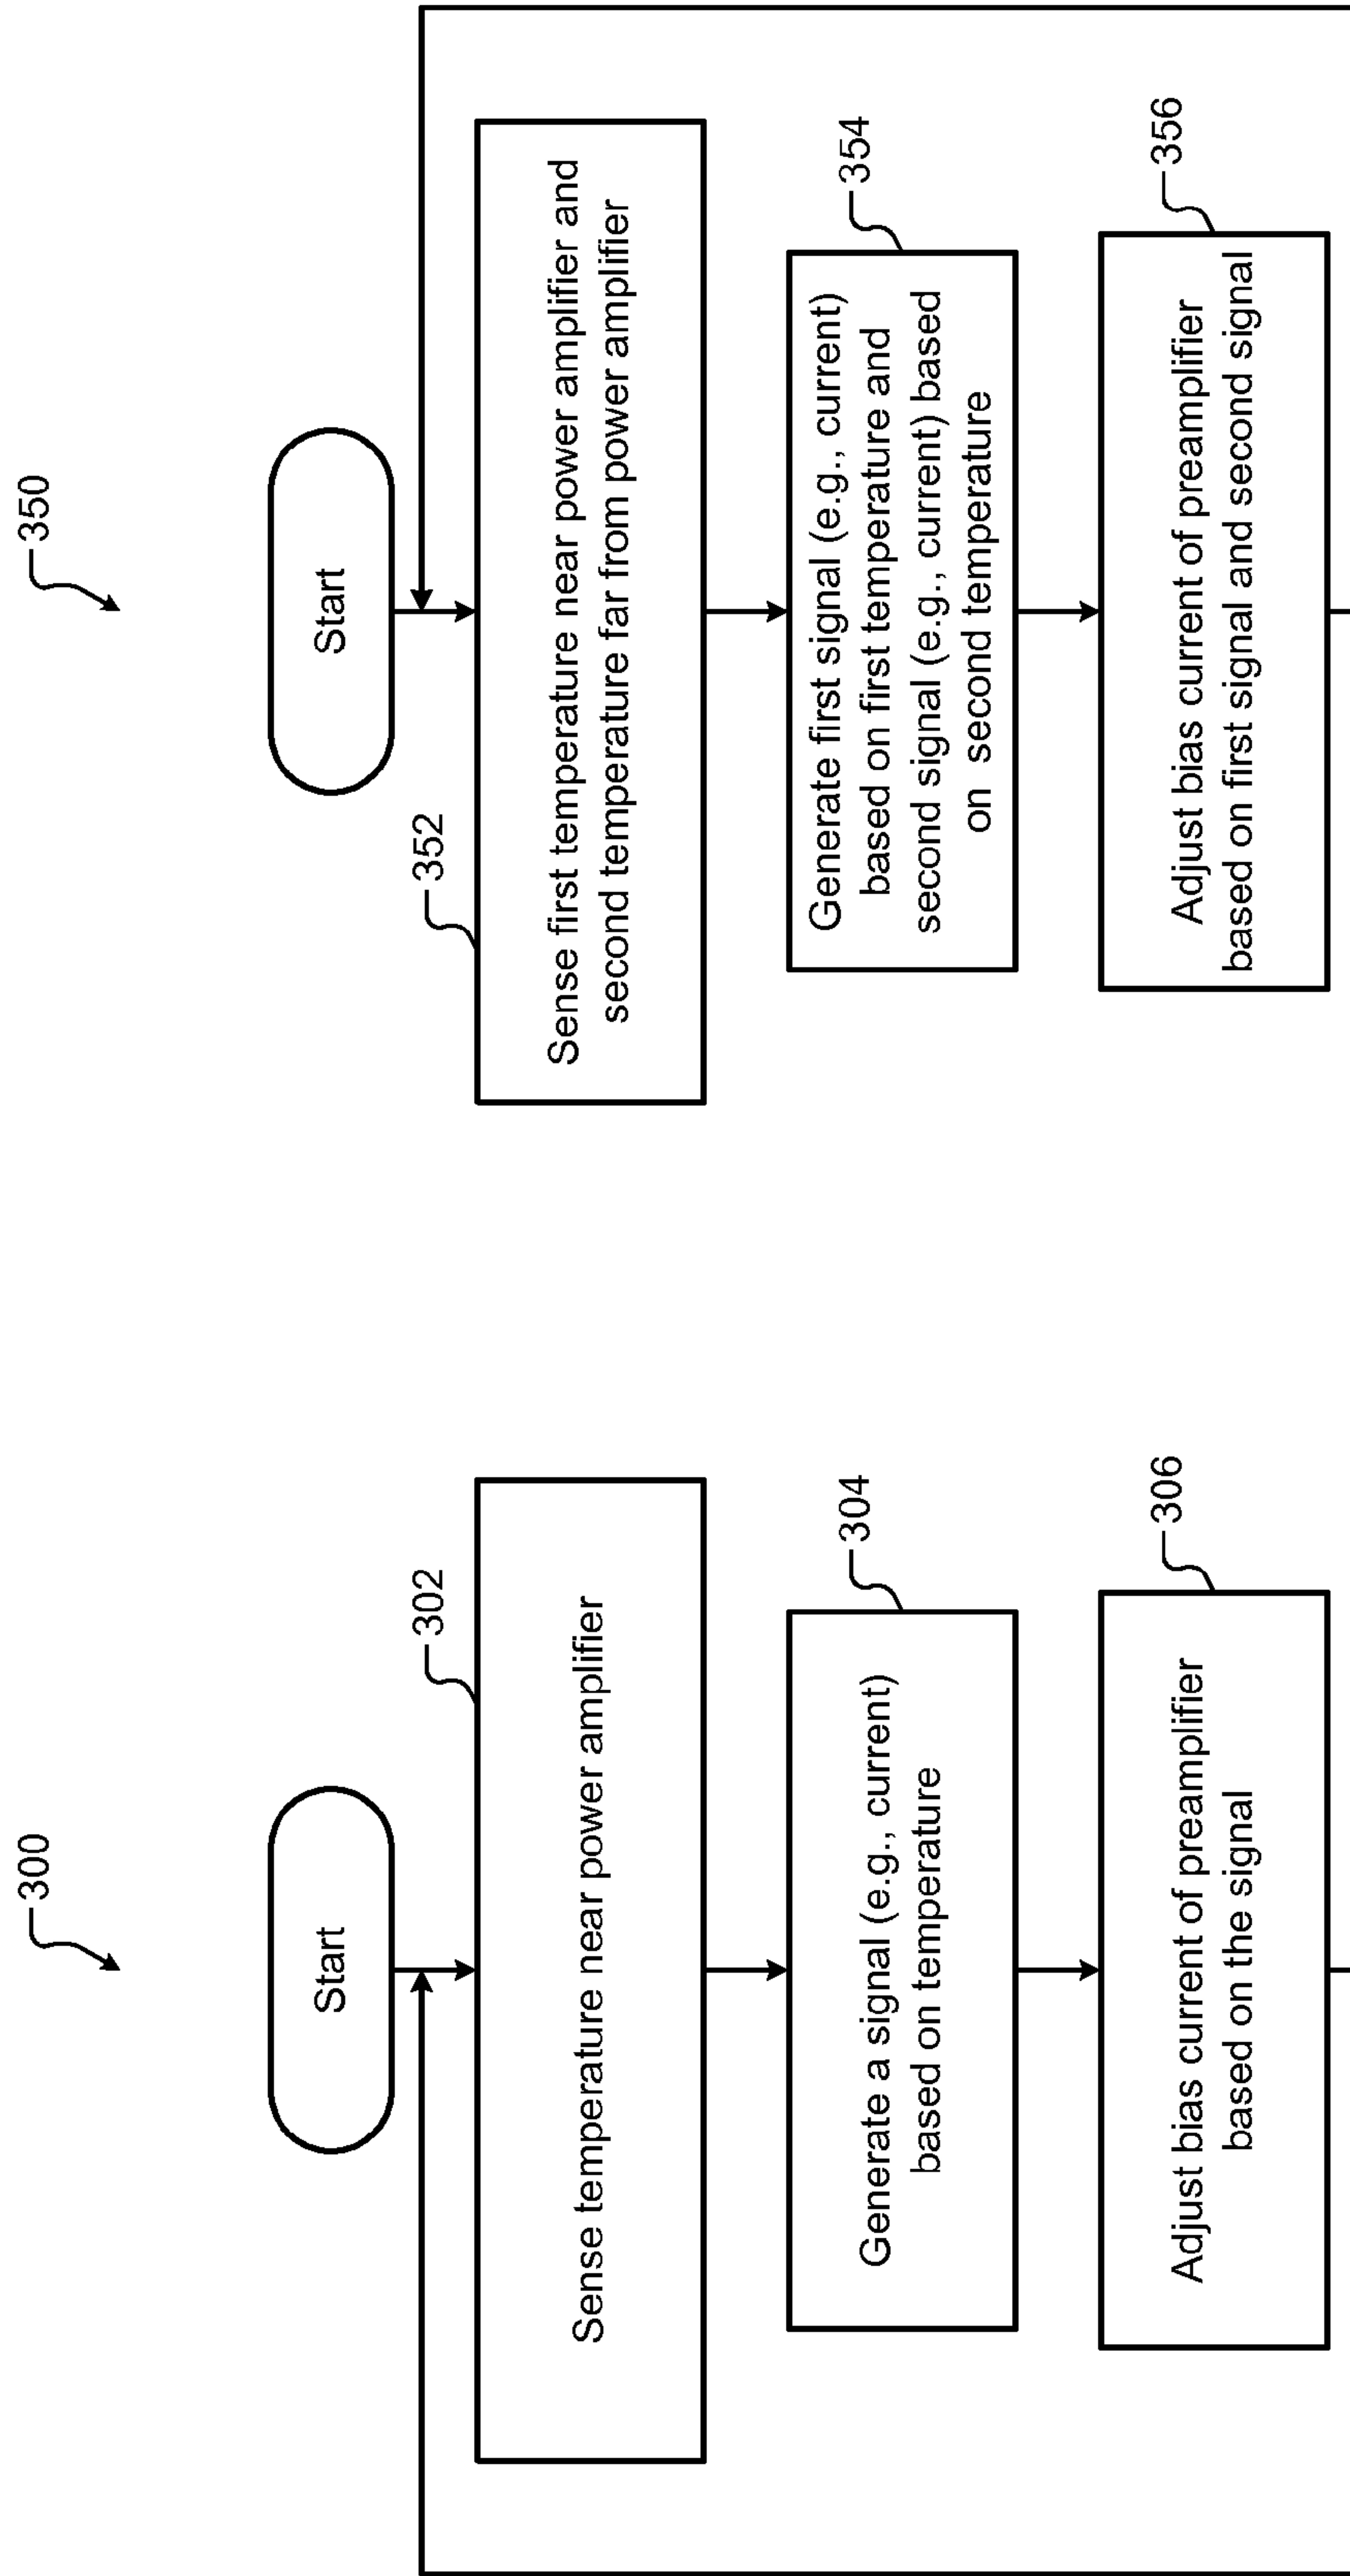 300
Start
302
Sense temperature near power amplifier
304
Generate a signal (e.g., current)
based on temperature
306
Adjust bias current of preamplifier
based on the signal
350
Start
352
Sense first temperature near power amplifier and
second temperature far from power amplifier
354
Generate first signal (e.g., current)
based on first temperature and
second signal (e.g., current) based
on second temperature
356
Adjust bias current of preamplifier
based on first signal and second signal